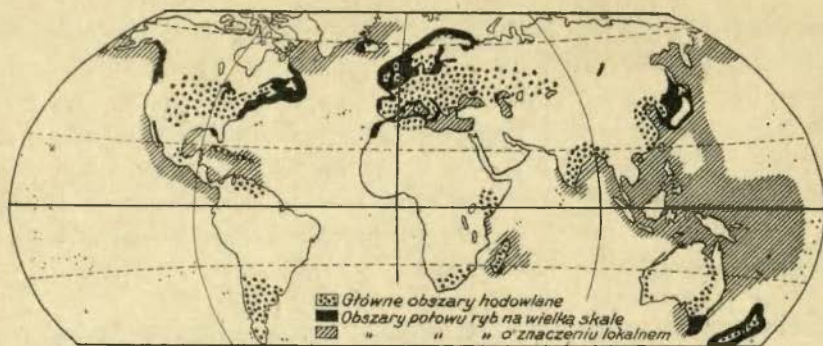 Główne obszary hodowlane
Obszary połowu ryb na wielką skalę
„ „ „ o znaczeniu lokalnem